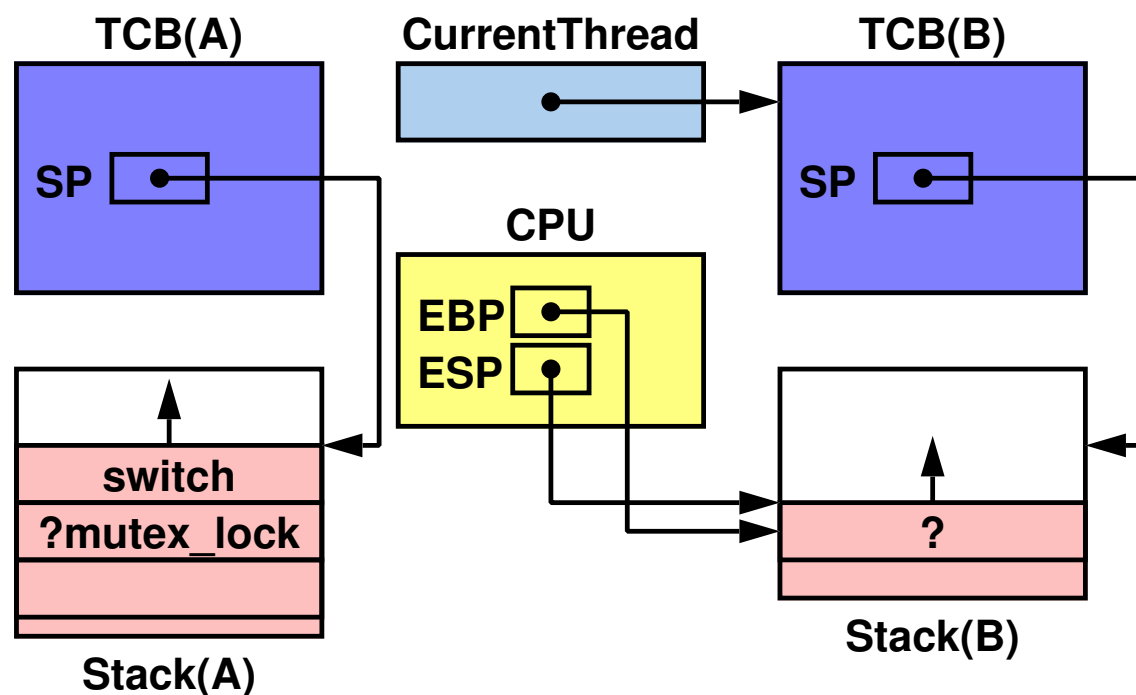 TCB(A)
CurrentThread
TCB(B)
SP
SP
CPU
EBP
ESP
switch
?mutex_lock
?
Stack(A)
Stack(B)